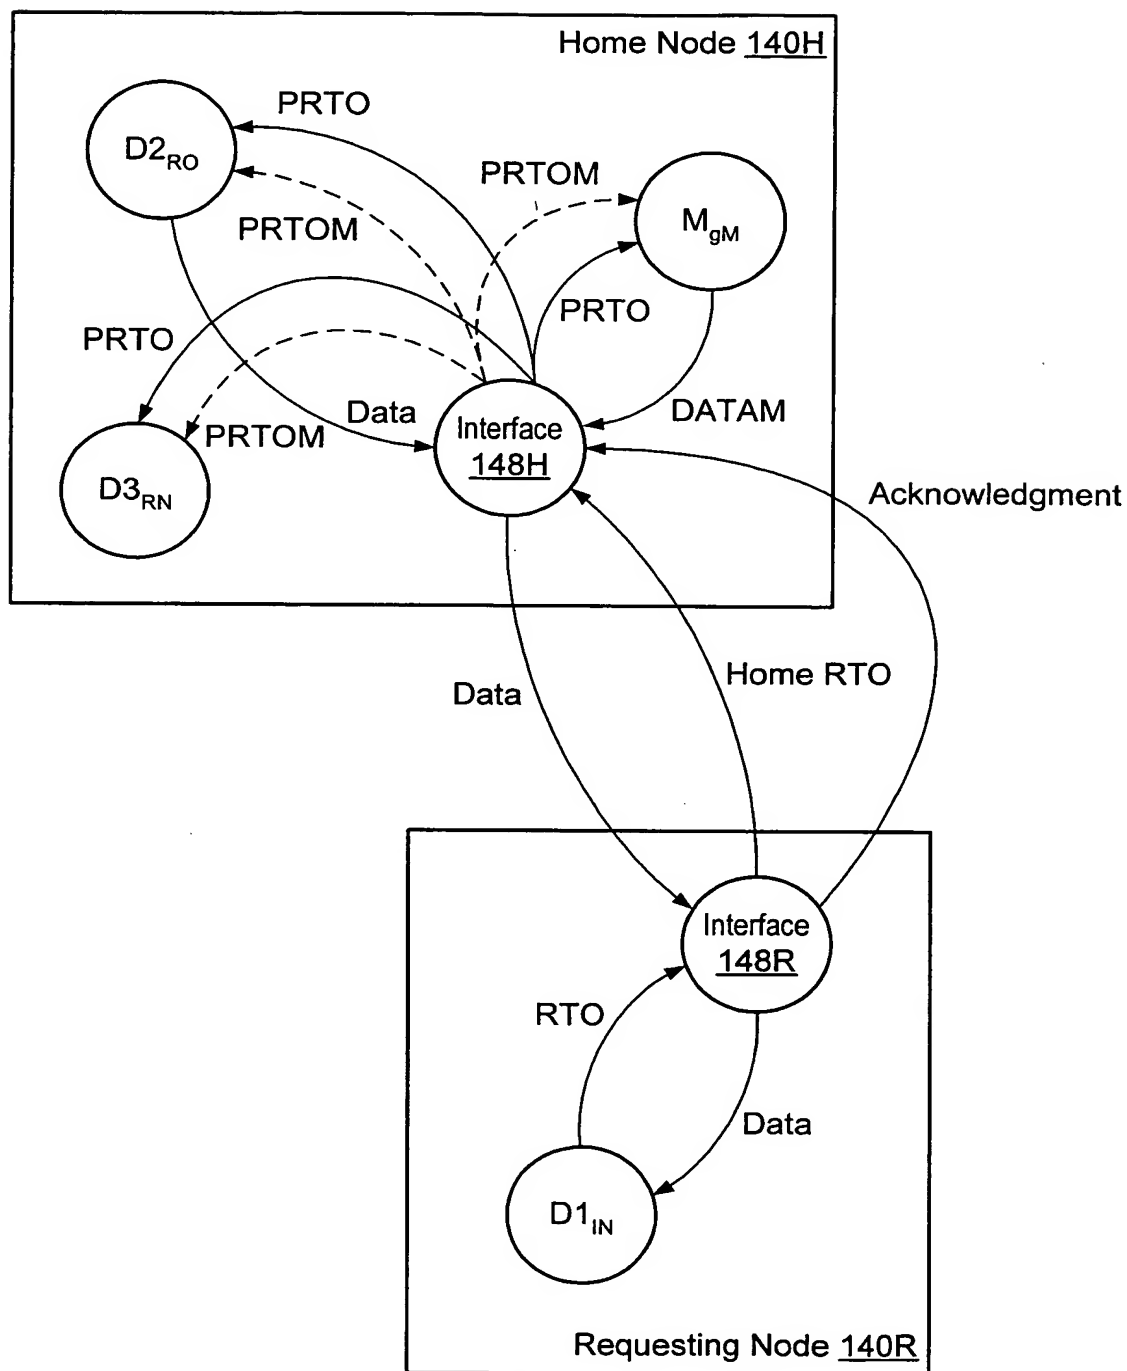 Home Node 140H
PRTO
D2RO
PRTOM
PRTOM
MgM
PRTO
PRTO
Data
DATAM
PRTOM
Interface
148H
D3RN
Acknowledgment
Data
Home RTO
Interface
148R
RTO
Data
D1IN
Requesting Node 140R